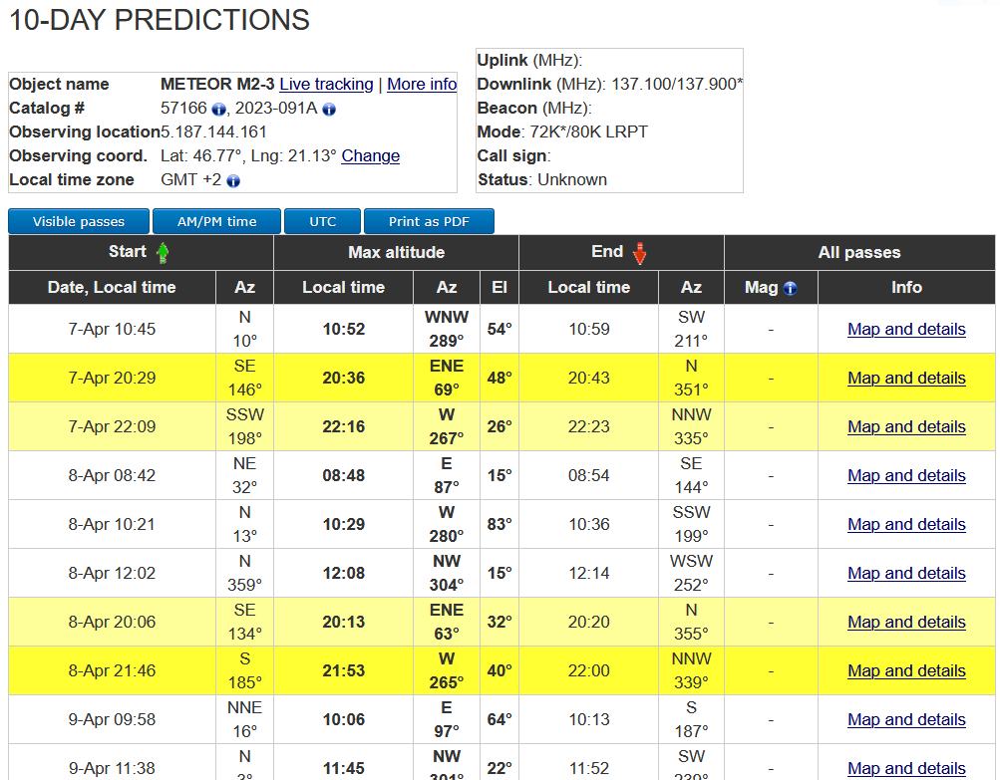 10-DAY PREDICTIONS
Object name METEOR M2-3 Live tracking | More info
Catalog # 57166 , 2023-091A
Observing location 5.187.144.161
Observing coord. Lat: 46.77°, Lng: 21.13° Change
Local time zone GMT +2
Uplink (MHz):
Downlink (MHz): 137.100/137.900*
Beacon (MHz):
Mode: 72K*/80K LRPT
Call sign:
Status: Unknown
Visible passes AM/PM time UTC Print as PDF
Start Max altitude End All passes
Date, Local time Az Local time Az El Local time Az Mag Info
7-Apr 10:45 N 10° 10:52 WNW 289° 54° 10:59 SW 211° - Map and details
7-Apr 20:29 SE 146° 20:36 ENE 69° 48° 20:43 N 351° - Map and details
7-Apr 22:09 SSW 198° 22:16 W 267° 26° 22:23 NNW 335° - Map and details
8-Apr 08:42 NE 32° 08:48 E 87° 15° 08:54 SE 144° - Map and details
8-Apr 10:21 N 13° 10:29 W 280° 83° 10:36 SSW 199° - Map and details
8-Apr 12:02 N 359° 12:08 NW 304° 15° 12:14 WSW 252° - Map and details
8-Apr 20:06 SE 134° 20:13 ENE 63° 32° 20:20 N 355° - Map and details
8-Apr 21:46 S 185° 21:53 W 265° 40° 22:00 NNW 339° - Map and details
9-Apr 09:58 NNE 16° 10:06 E 97° 64° 10:13 S 187° - Map and details
9-Apr 11:38 N 11:45 NW 22° 11:52 SW - Map and details